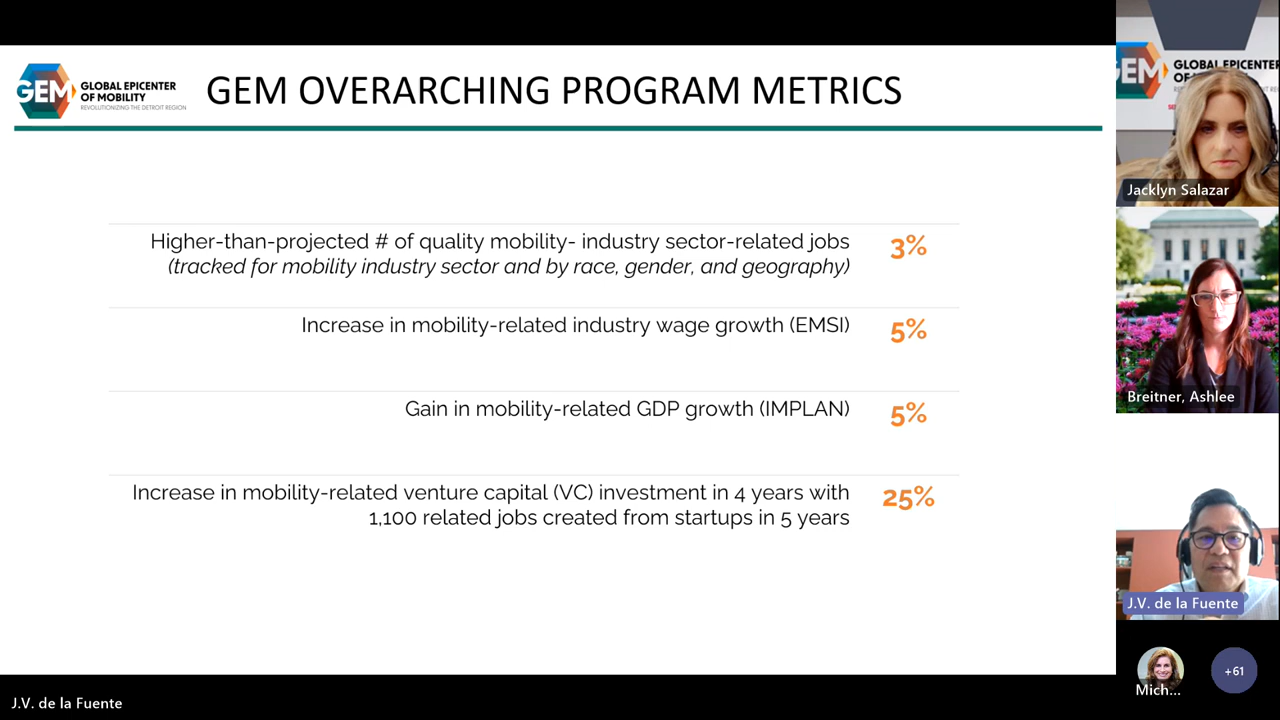 GEM
GLOBAL EPICENTER
OF MOBILITY
REVOLUTIONIZING THE DETROIT REGION
GEM OVERARCHING PROGRAM METRICS
Higher-than-projected # of quality mobility- industry sector-related jobs
(tracked for mobility industry sector and by race, gender, and geography)
3%
Increase in mobility-related industry wage growth (EMSI)
5%
Gain in mobility-related GDP growth (IMPLAN)
5%
Increase in mobility-related venture capital (VC) investment in 4 years with
1,100 related jobs created from startups in 5 years
25%
GEM
GLOBAL EPICENTER
Jacklyn Salazar
Breitner, Ashlee
J.V. de la Fuente
Mich...
+61
J.V. de la Fuente